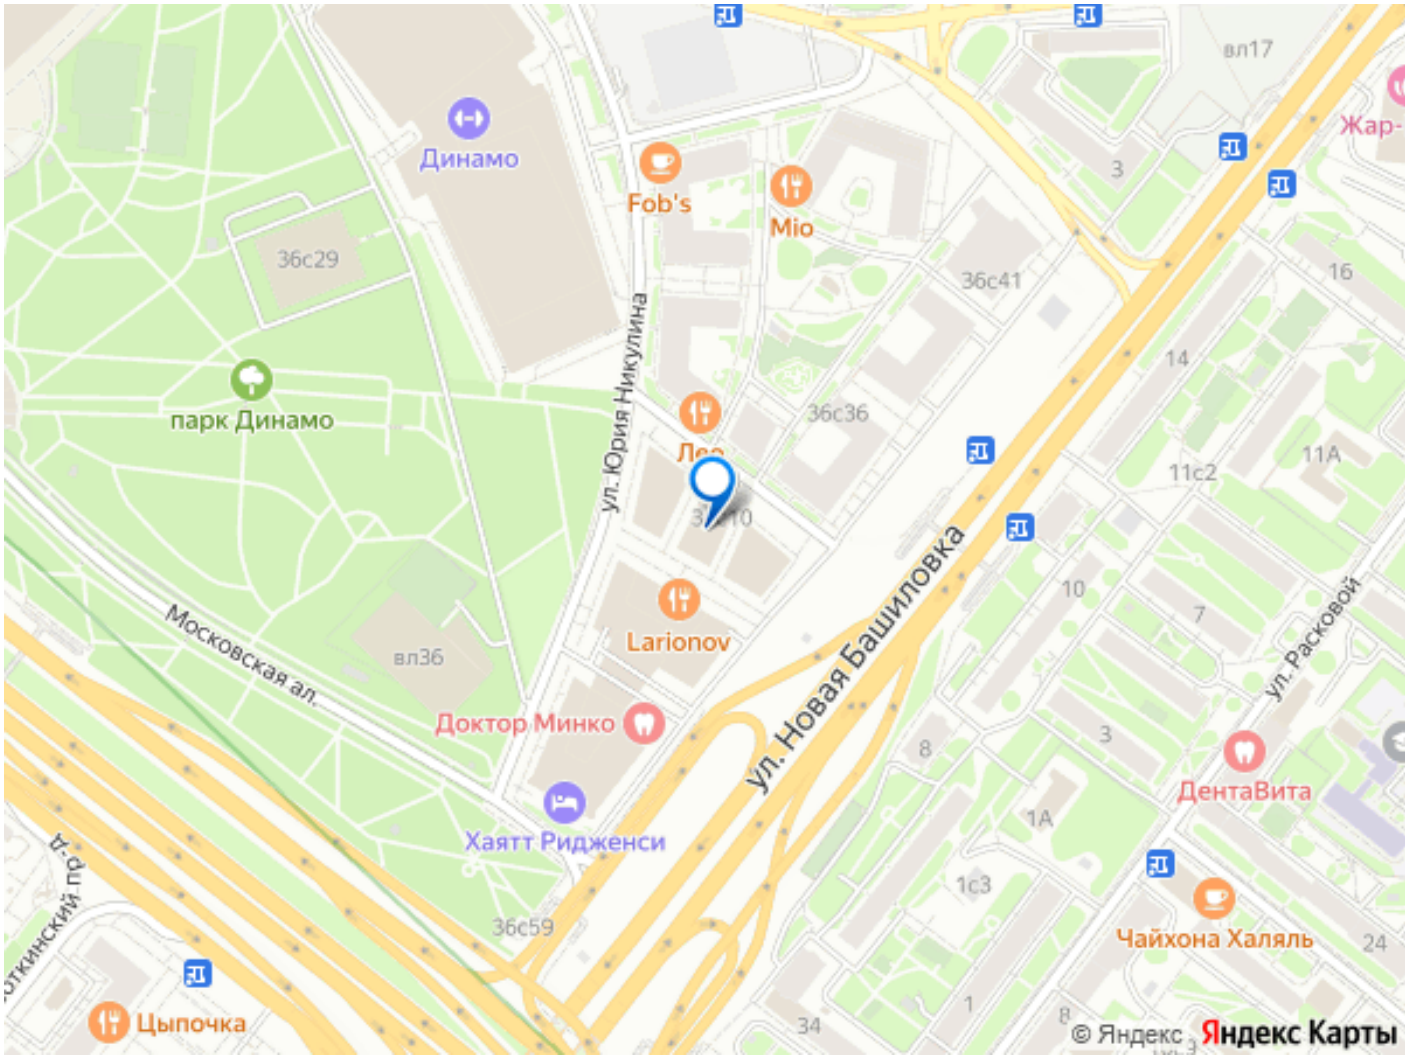 вл17
Жар-
Динамо
Fob's
3
Mio
36с29
36с41
16
ул. Юрия Никулина
14
парк Динамо
36с36
11А
11с2
ул. Новая Башиловка
10
7
ул. Расковой
Larionov
Московская ал.
вл36
Доктор Минко
8
3
ДентаВита
Хаятт Ридженси
1А
1с3
36с59
Чайхона Халяль
24
пр-д
Цыпочка
34
1
8
© Яндекс
Яндекс Карты